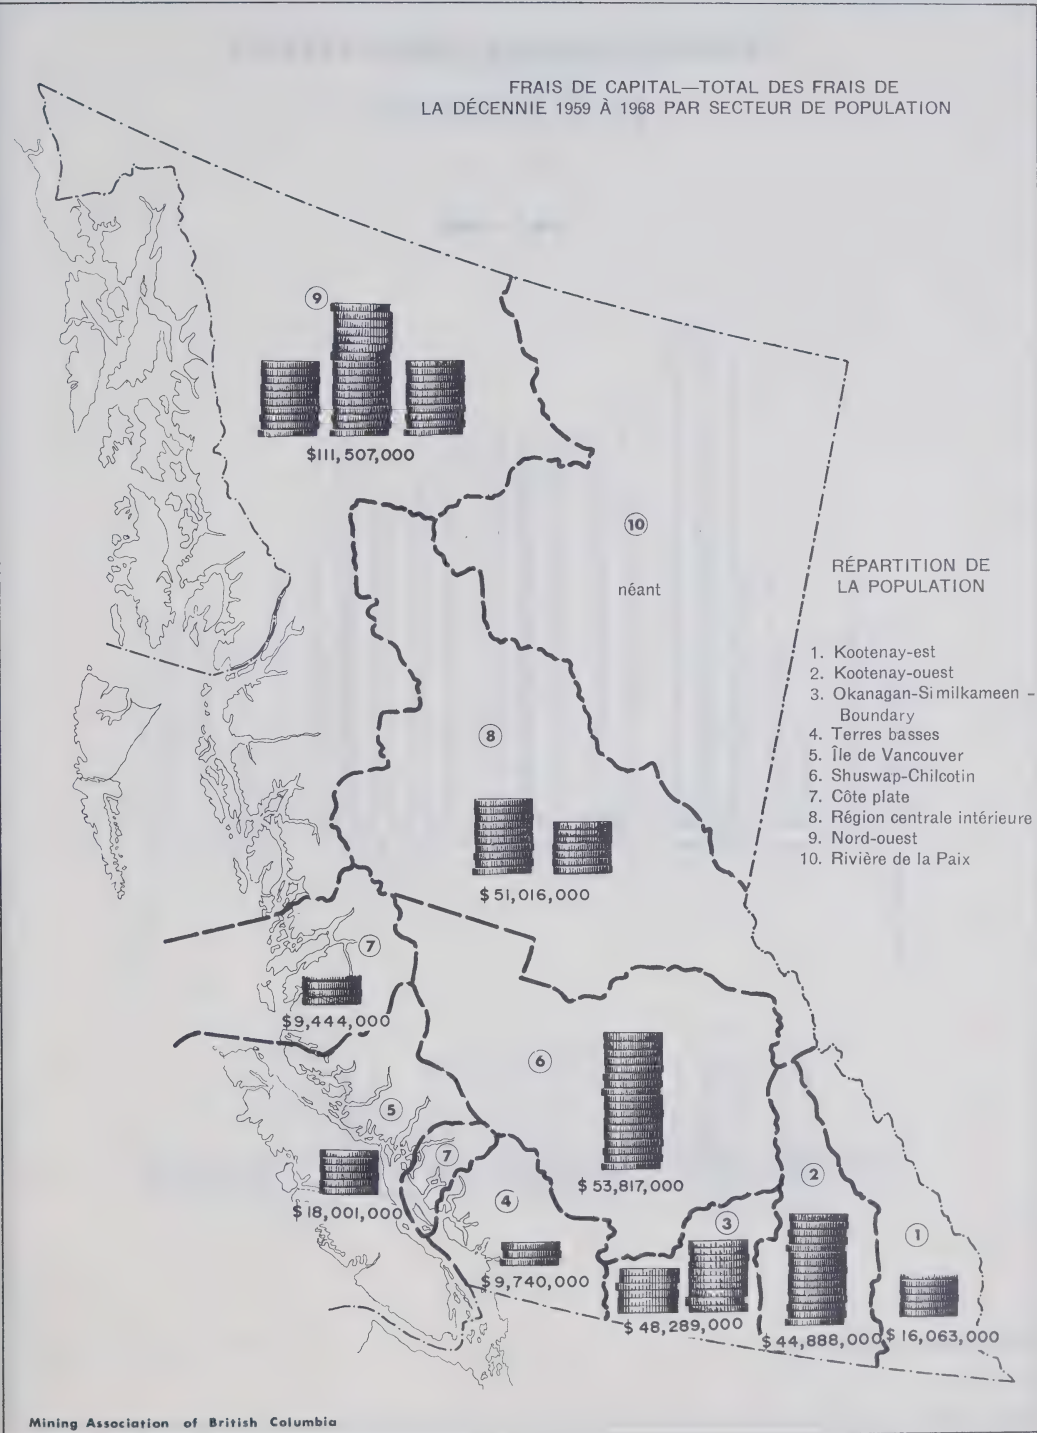 FRAIS DE CAPITAL—TOTAL DES FRAIS DE
LA DÉCENNIE 1959 À 1968 PAR SECTEUR DE POPULATION
9
$111,507,000
10
néant
RÉPARTITION DE
LA POPULATION
1. Kootenay-est
2. Kootenay-ouest
3. Okanagan-Similkameen -
Boundary
4. Terres basses
5. Île de Vancouver
6. Shuswap-Chilcotin
7. Côte plate
8. Région centrale intérieure
9. Nord-ouest
10. Rivière de la Paix
8
$51,016,000
7
$9,444,000
6
$53,817,000
5
$18,001,000
7
4
$9,740,000
3
$48,289,000
2
$44,888,000
1
$16,063,000
Mining Association of British Columbia